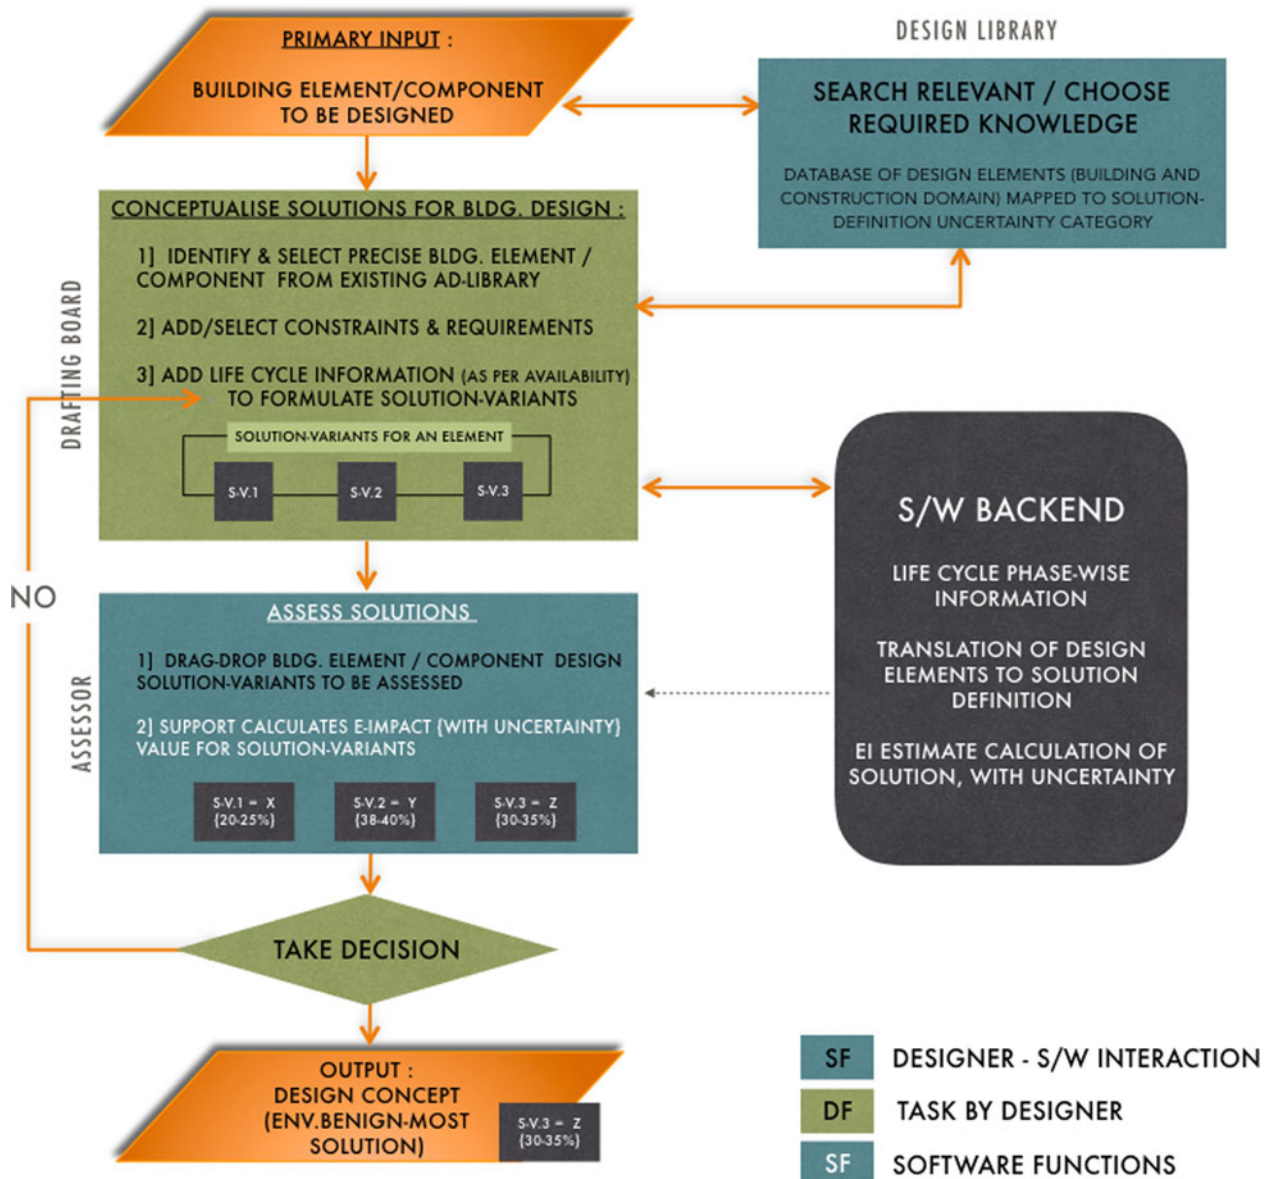 PRIMARY INPUT :
BUILDING ELEMENT/COMPONENT
TO BE DESIGNED
DESIGN LIBRARY
SEARCH RELEVANT / CHOOSE
REQUIRED KNOWLEDGE
DATABASE OF DESIGN ELEMENTS (BUILDING AND
CONSTRUCTION DOMAIN) MAPPED TO SOLUTION-
DEFINITION UNCERTAINTY CATEGORY
DRAFTING BOARD
CONCEPTUALISE SOLUTIONS FOR BLDG. DESIGN :
1] IDENTIFY & SELECT PRECISE BLDG. ELEMENT /
COMPONENT FROM EXISTING AD-LIBRARY
2] ADD/SELECT CONSTRAINTS & REQUIREMENTS
3] ADD LIFE CYCLE INFORMATION (AS PER AVAILABILITY)
TO FORMULATE SOLUTION-VARIANTS
SOLUTION-VARIANTS FOR AN ELEMENT
S-V.1
S-V.2
S-V.3
S/W BACKEND
LIFE CYCLE PHASE-WISE
INFORMATION
TRANSLATION OF DESIGN
ELEMENTS TO SOLUTION
DEFINITION
EI ESTIMATE CALCULATION OF
SOLUTION, WITH UNCERTAINTY
NO
ASSESSOR
ASSESS SOLUTIONS
1] DRAG-DROP BLDG. ELEMENT / COMPONENT DESIGN
SOLUTION-VARIANTS TO BE ASSESSED
2] SUPPORT CALCULATES E-IMPACT {WITH UNCERTAINTY}
VALUE FOR SOLUTION-VARIANTS
S-V.1 = X
{20-25%}
S-V.2 = Y
{38-40%}
S-V.3 = Z
{30-35%}
TAKE DECISION
OUTPUT :
DESIGN CONCEPT
(ENV.BENIGN-MOST
SOLUTION)
S-V.3 = Z
{30-35%}
SF DESIGNER - S/W INTERACTION
DF TASK BY DESIGNER
SF SOFTWARE FUNCTIONS